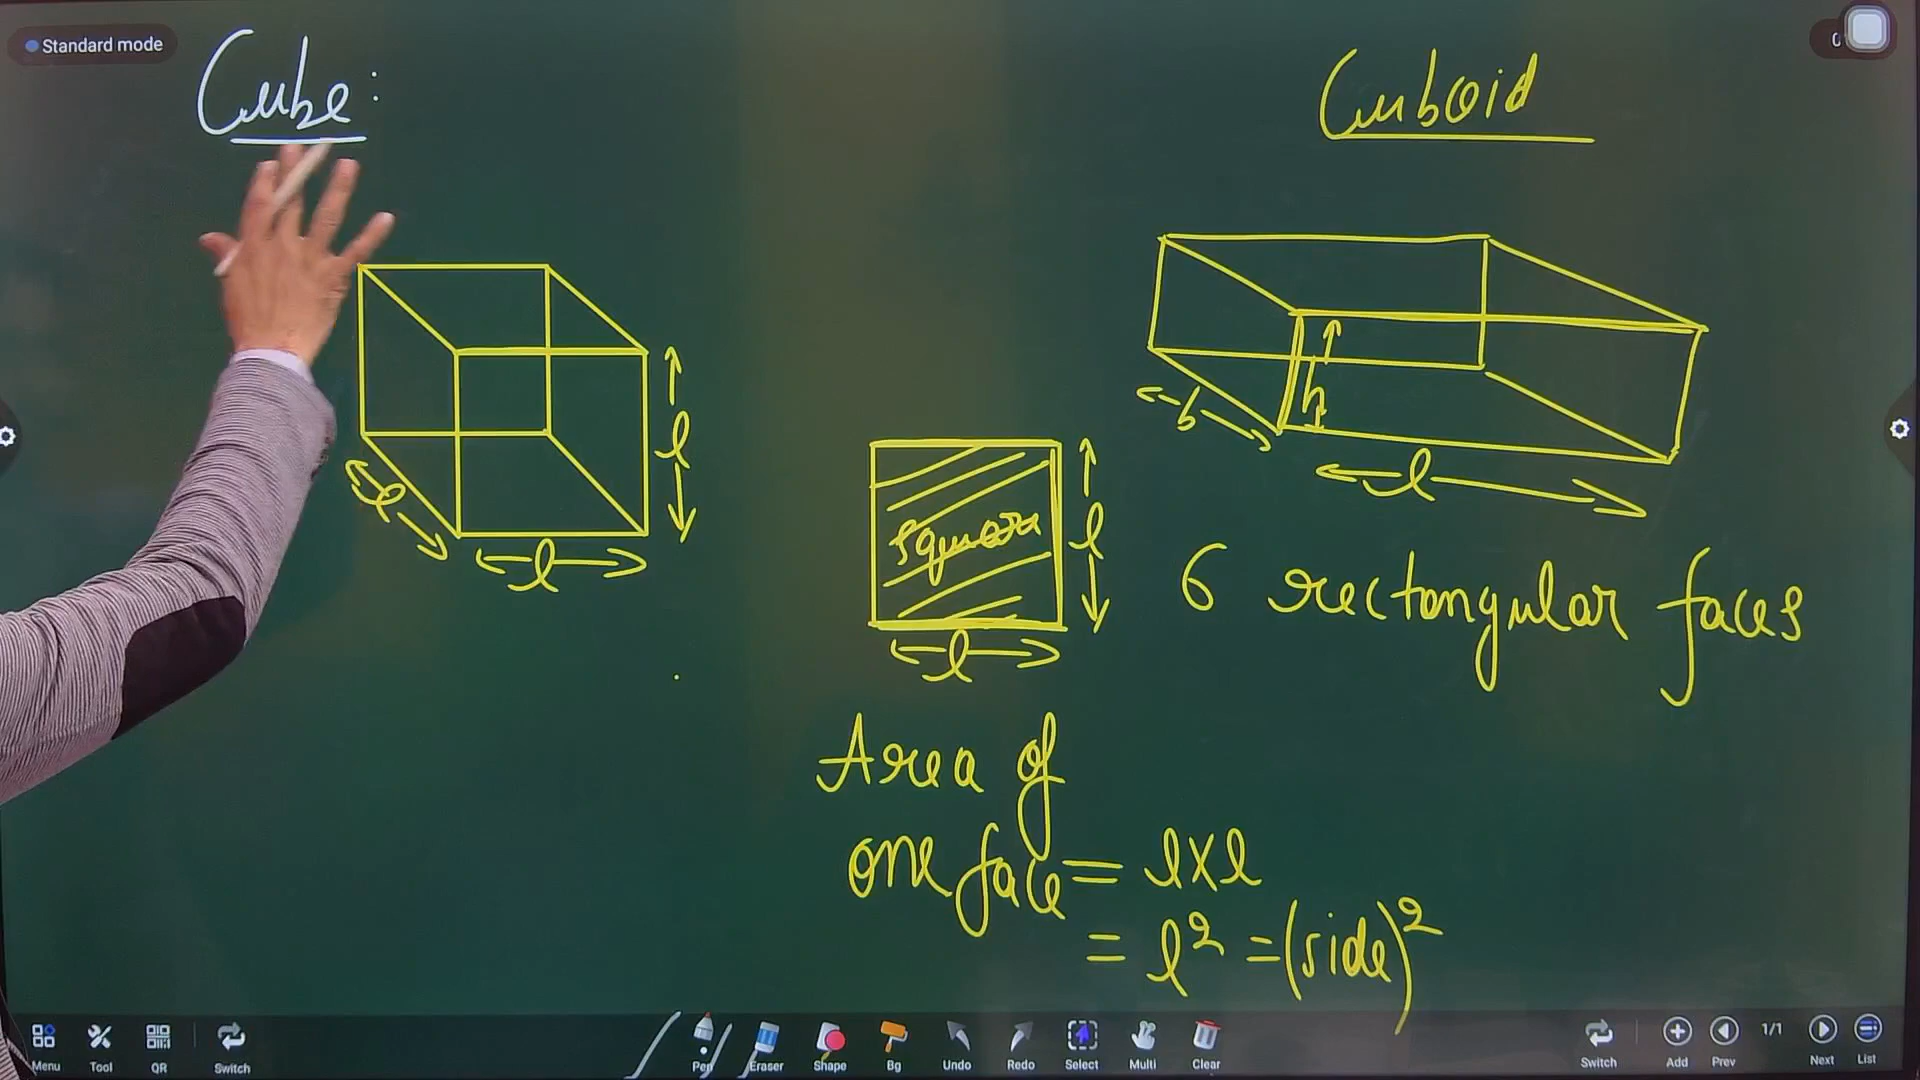 Standard mode
Cube:
Cuboid
l
l
l
b
h
l
square
l
l
6 rectangular faces
Area of
one face = l×l
= l² = (side)²
Menu
Tool
QR
Switch
Pen
Eraser
Shape
Bg
Undo
Redo
Select
Multi
Clear
Switch
Add
Prev
1/1
Next
List